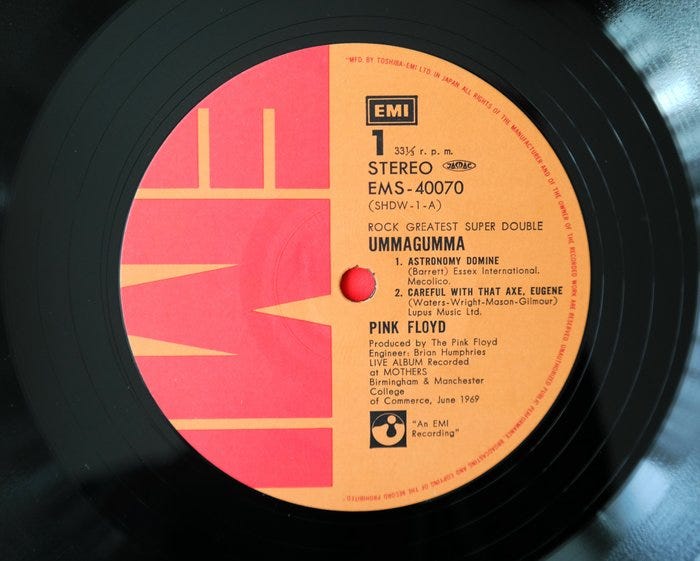 "MFD. BY TOSHIBA-EMI LTD. IN JAPAN ALL RIGHTS OF THE MANUFACTURER AND OF THE OWNER OF THE RECORDED WORK ARE RESERVED UNAUTHORISED PUBLIC PERFORMANCE, BROADCASTING AND COPYING OF THE RECORD PROHIBITED"
EMI
EMI
1 33⅓ r. p. m.
STEREO JASRAC
EMS-40070
(SHDW-1-A)
ROCK GREATEST SUPER DOUBLE
UMMAGUMMA
1. ASTRONOMY DOMINE
(Barrett) Essex International.
Mecolico.
2. CAREFUL WITH THAT AXE, EUGENE
(Waters-Wright-Mason-Gilmour)
Lupus Music Ltd.
PINK FLOYD
Produced by The Pink Floyd
Engineer: Brian Humphries
LIVE ALBUM Recorded
at MOTHERS
Birmingham & Manchester
College
of Commerce, June 1969
"An EMI
Recording"